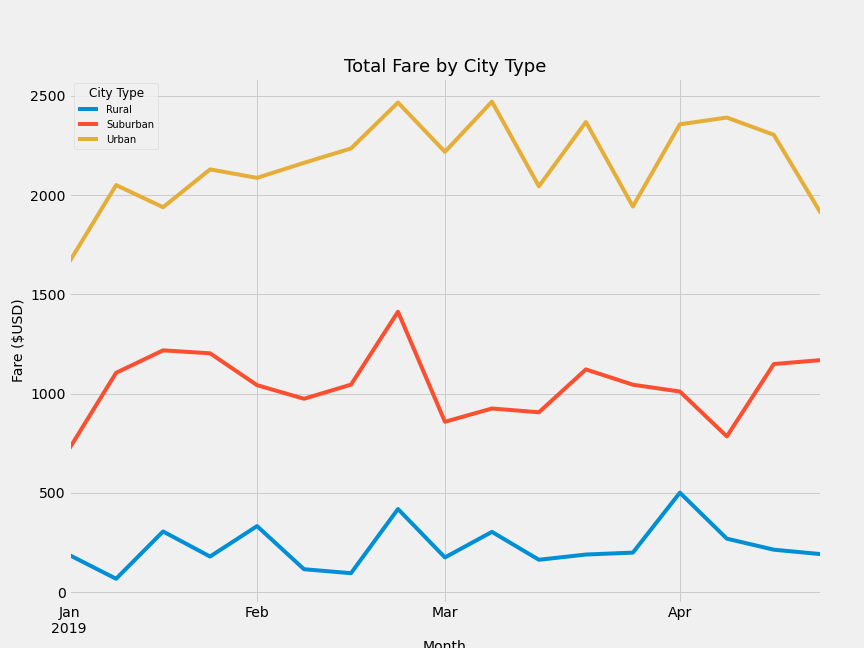 Total Fare by City Type
City Type
Rural
Suburban
Urban
2500
2000
1500
1000
500
0
Fare ($USD)
Jan
2019
Feb
Mar
Apr
Month